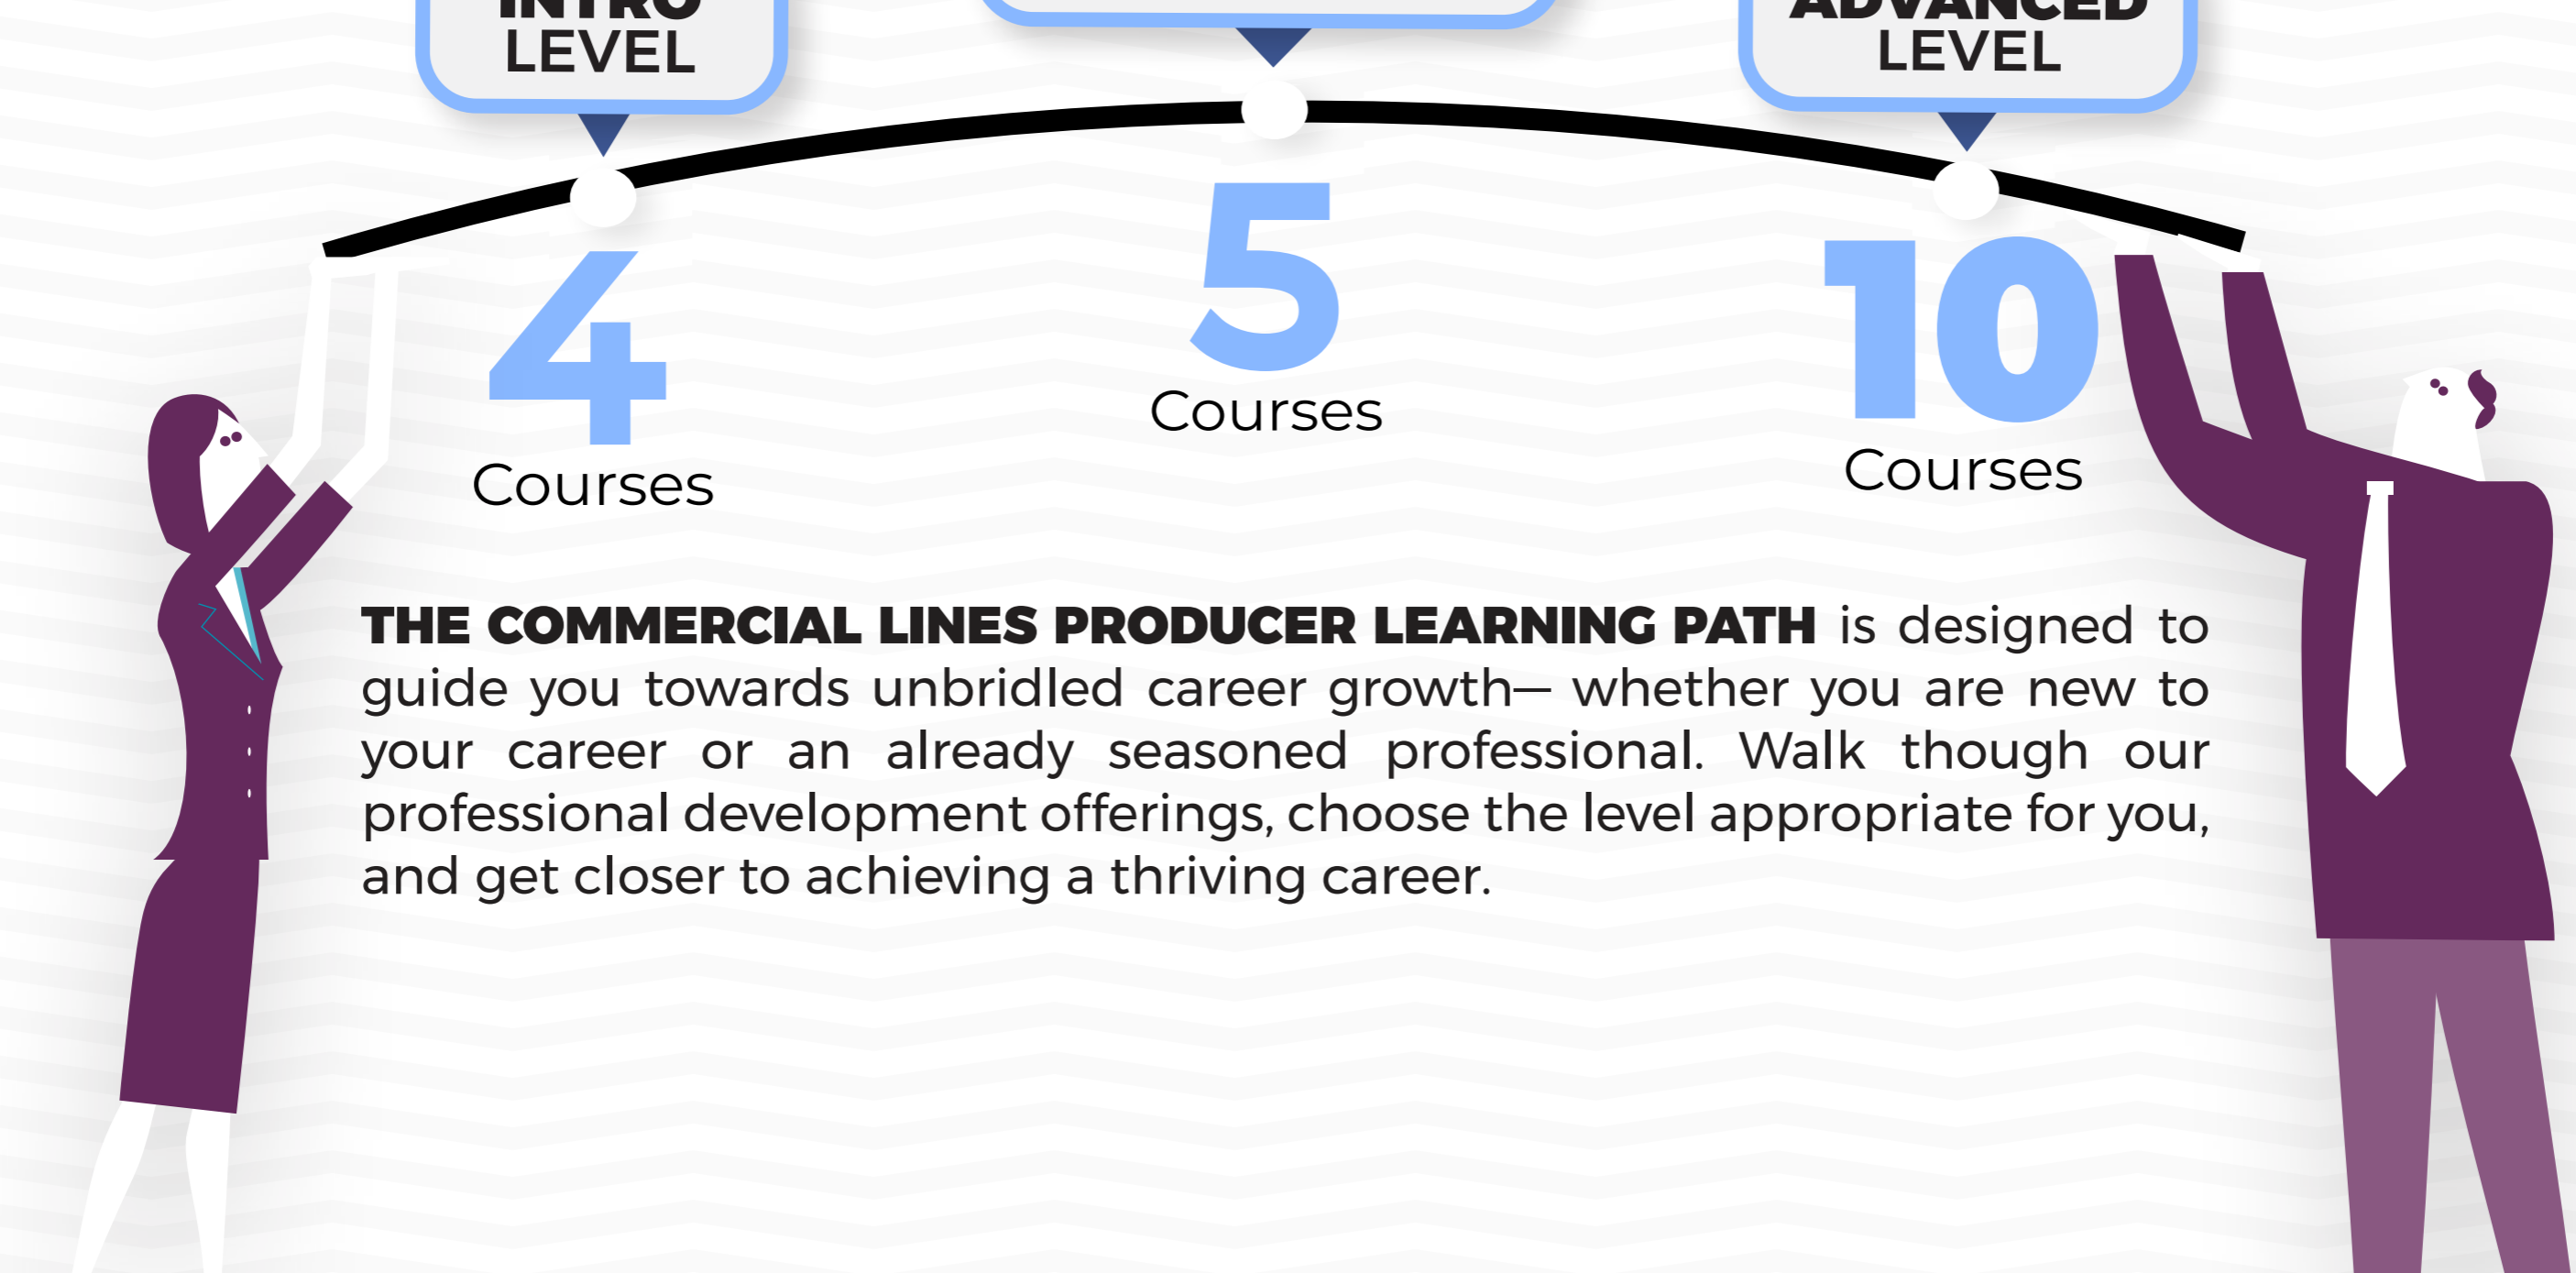 INTRO
LEVEL
ADVANCED
LEVEL
4
Courses
5
Courses
10
Courses
THE COMMERCIAL LINES PRODUCER LEARNING PATH is designed to
guide you towards unbridled career growth— whether you are new to
your career or an already seasoned professional. Walk though our
professional development offerings, choose the level appropriate for you,
and get closer to achieving a thriving career.